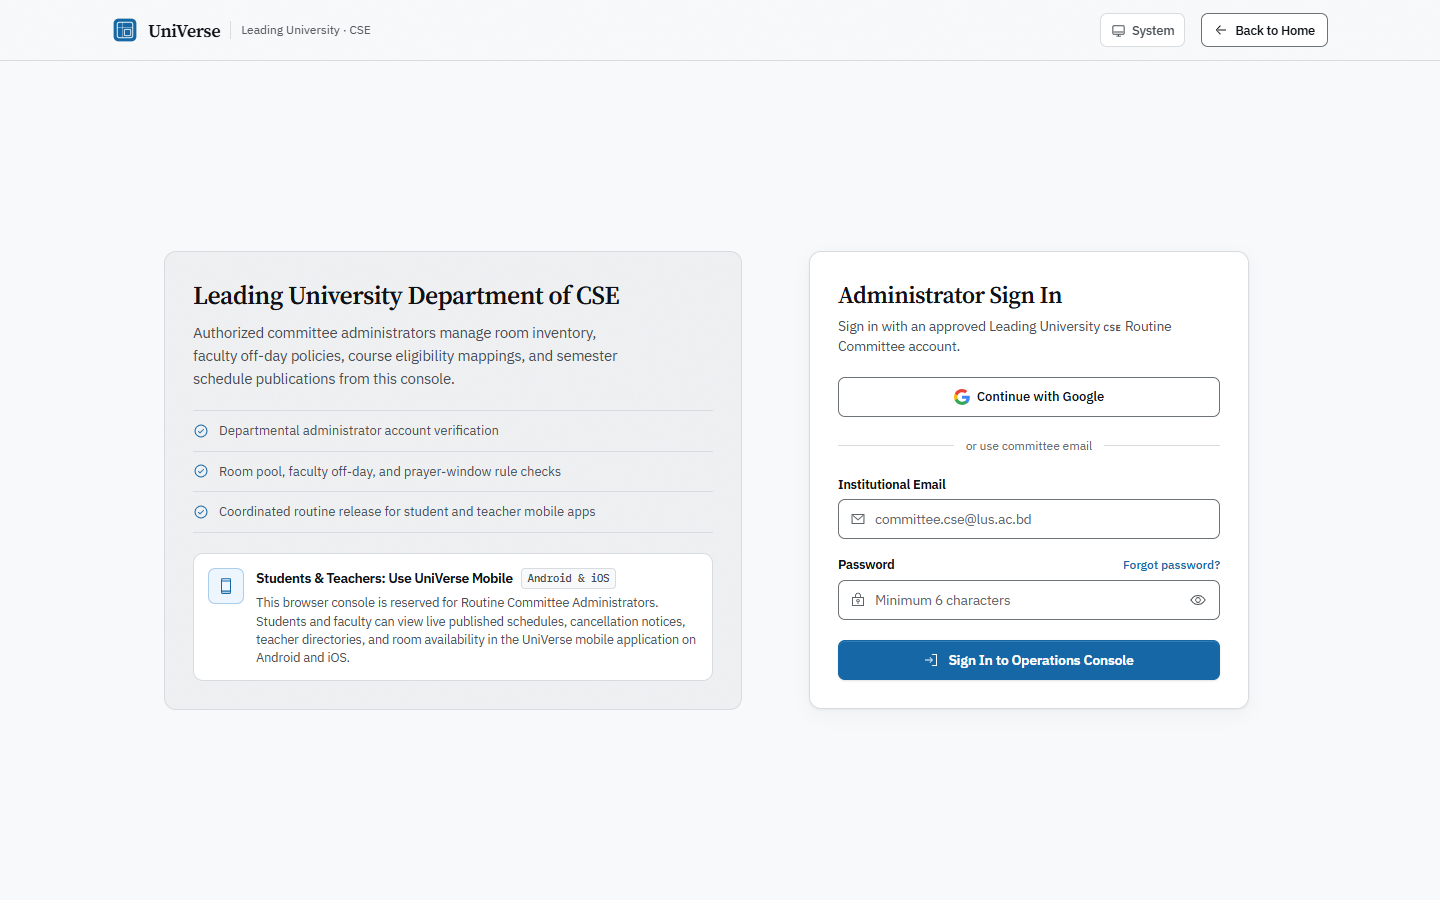 UniVerse
Leading University · CSE
System
Back to Home
Leading University Department of CSE
Authorized committee administrators manage room inventory,
faculty off-day policies, course eligibility mappings, and semester
schedule publications from this console.
Departmental administrator account verification
Room pool, faculty off-day, and prayer-window rule checks
Coordinated routine release for student and teacher mobile apps
Students & Teachers: Use UniVerse Mobile
Android & iOS
This browser console is reserved for Routine Committee Administrators.
Students and faculty can view live published schedules, cancellation notices,
teacher directories, and room availability in the UniVerse mobile application on
Android and iOS.
Administrator Sign In
Sign in with an approved Leading University CSE Routine
Committee account.
Continue with Google
or use committee email
Institutional Email
committee.cse@lus.ac.bd
Password
Forgot password?
Minimum 6 characters
Sign In to Operations Console